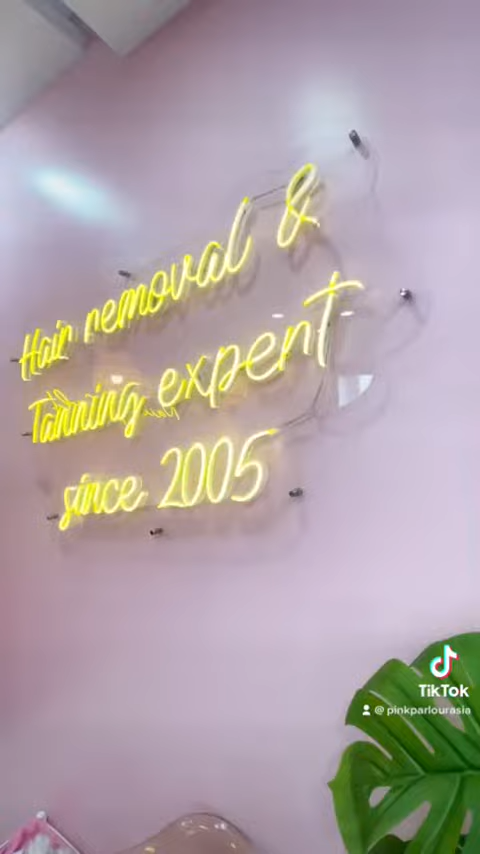 Hair removal &
Tanning expert
since 2005
TikTok
@pinkparlourasia